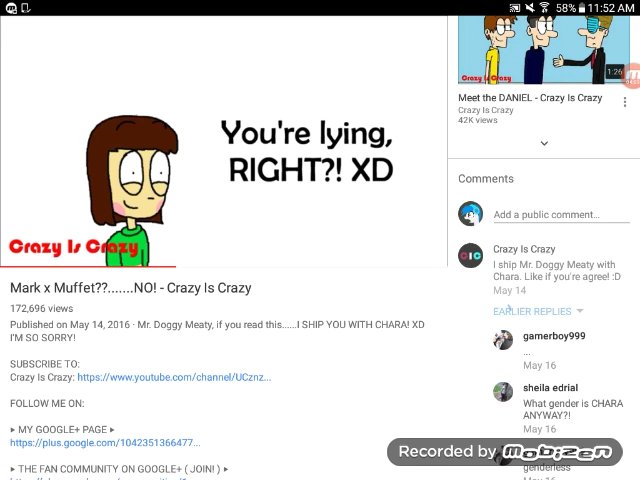 58% 11:52 AM
You're lying,
RIGHT?! XD
Crazy Is Crazy
Mark x Muffet??.......NO! - Crazy Is Crazy
172,696 views
Published on May 14, 2016 · Mr. Doggy Meaty, if you read this......I SHIP YOU WITH CHARA! XD
I'M SO SORRY!
SUBSCRIBE TO:
Crazy Is Crazy: https://www.youtube.com/channel/UCznz...
FOLLOW ME ON:
▶ MY GOOGLE+ PAGE ▶
https://plus.google.com/1042351366477...
▶ THE FAN COMMUNITY ON GOOGLE+ ( JOIN! ) ▶
Crazy Is Crazy
1:26
Meet the DANIEL - Crazy Is Crazy
Crazy Is Crazy
42K views
Comments
Add a public comment...
CIC
Crazy Is Crazy
I ship Mr. Doggy Meaty with
Chara. Like if you're agree! :D
May 14
EARLIER REPLIES
gamerboy999
...
May 16
sheila edrial
What gender is CHARA
ANYWAY?!
May 16
Recorded by Mobizen
genderless